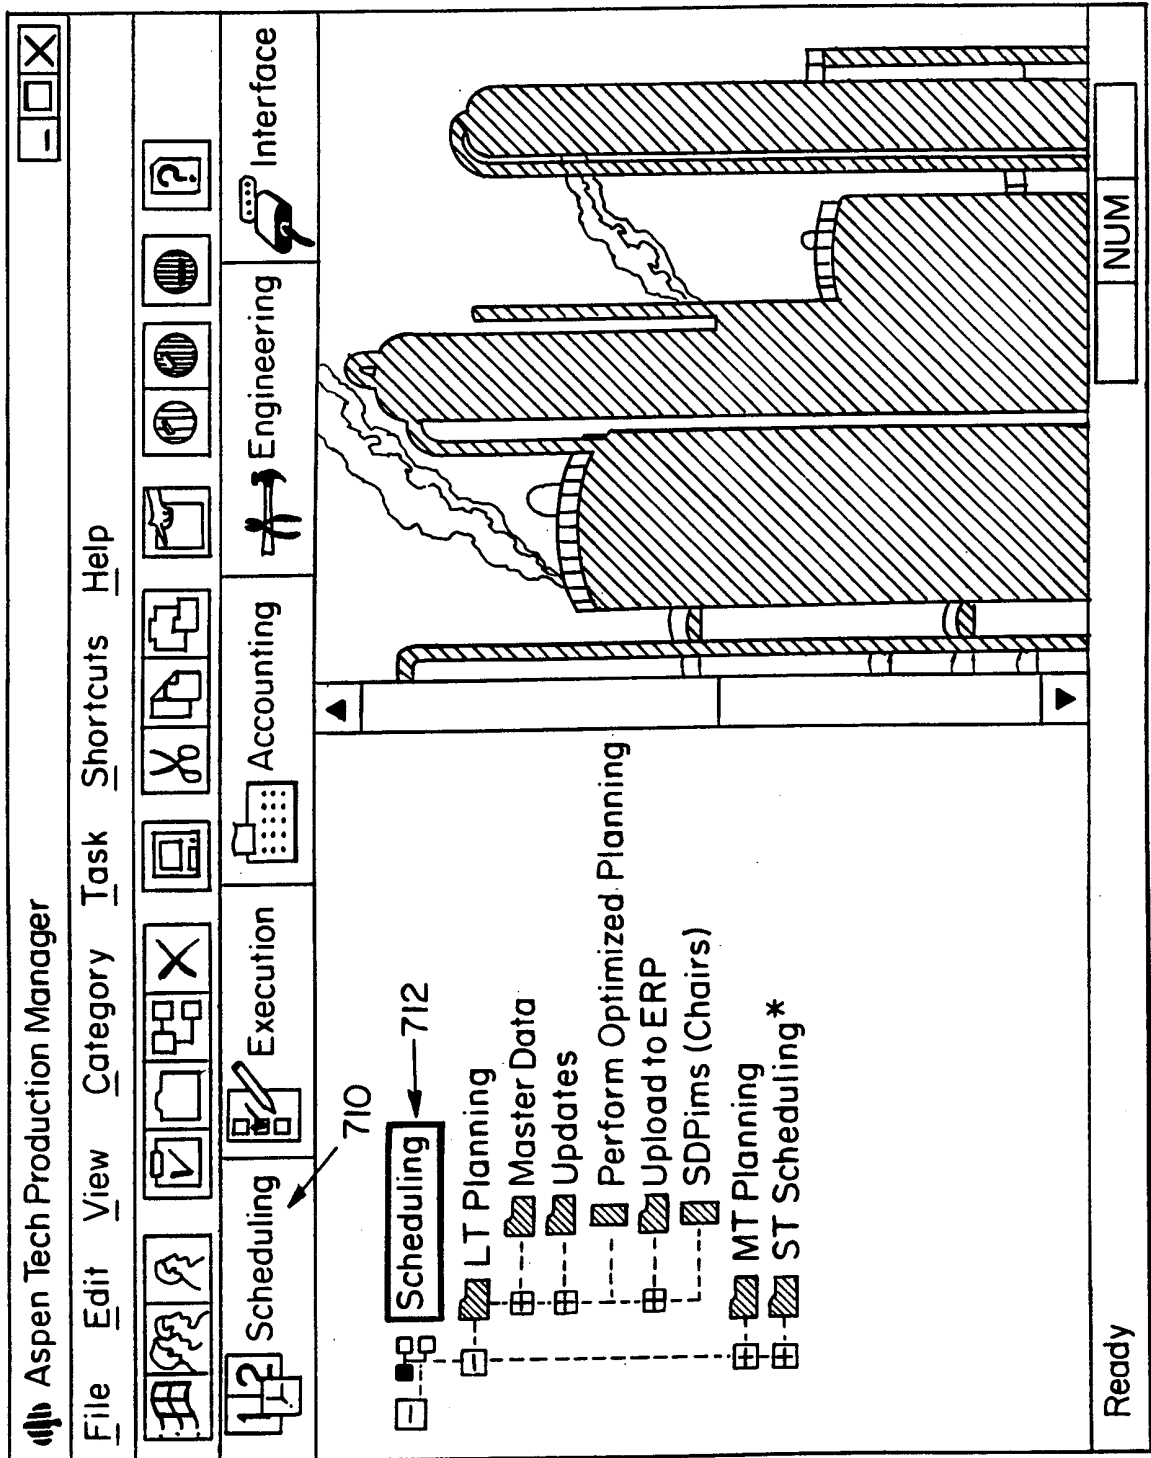 Aspen Tech Production Manager
File Edit View Category Task Shortcuts Help
?
12 Scheduling Execution Accounting Engineering Interface
710
Scheduling 712
LT Planning
Master Data
Updates
Perform Optimized Planning
Upload to ERP
SDPims (Chairs)
MT Planning
ST Scheduling*
Ready NUM